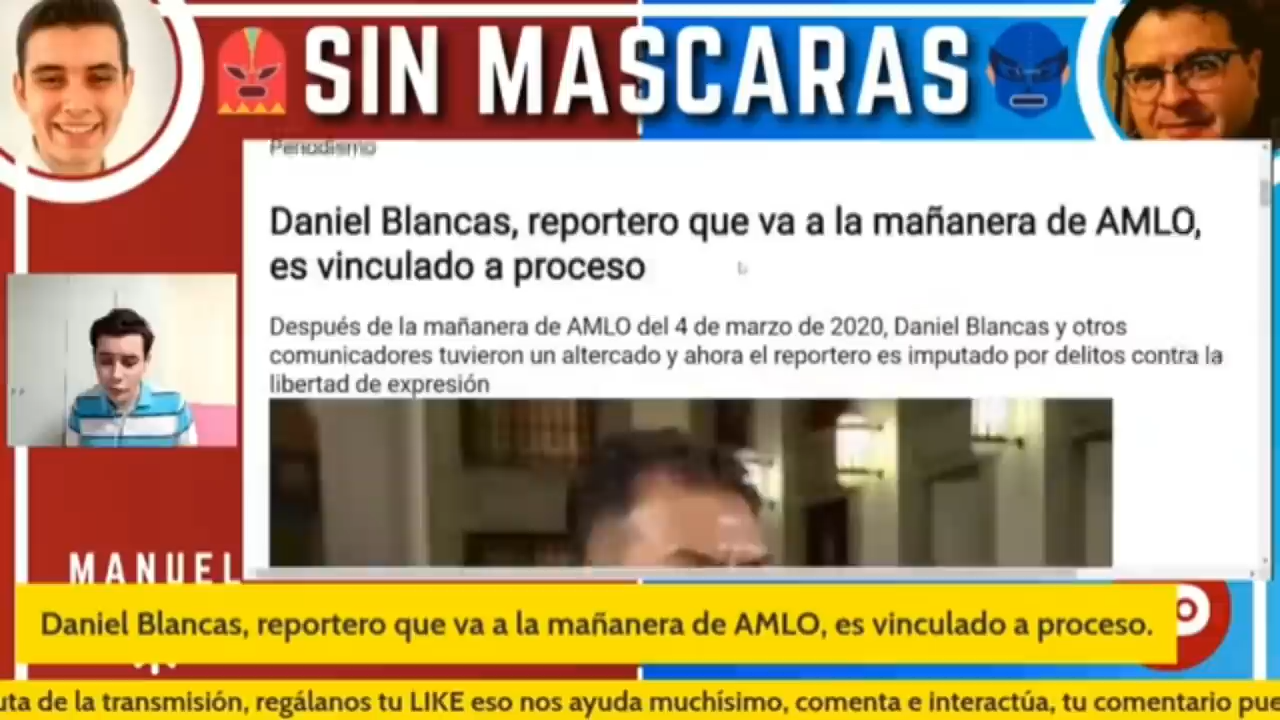 SIN MASCARAS
Periodismo
Daniel Blancas, reportero que va a la mañanera de AMLO,
es vinculado a proceso
Después de la mañanera de AMLO del 4 de marzo de 2020, Daniel Blancas y otros
comunicadores tuvieron un altercado y ahora el reportero es imputado por delitos contra la
libertad de expresión
MANUEL
Daniel Blancas, reportero que va a la mañanera de AMLO, es vinculado a proceso.
de la transmisión, regálanos tu LIKE eso nos ayuda muchísimo, comenta e interactúa, tu comentario